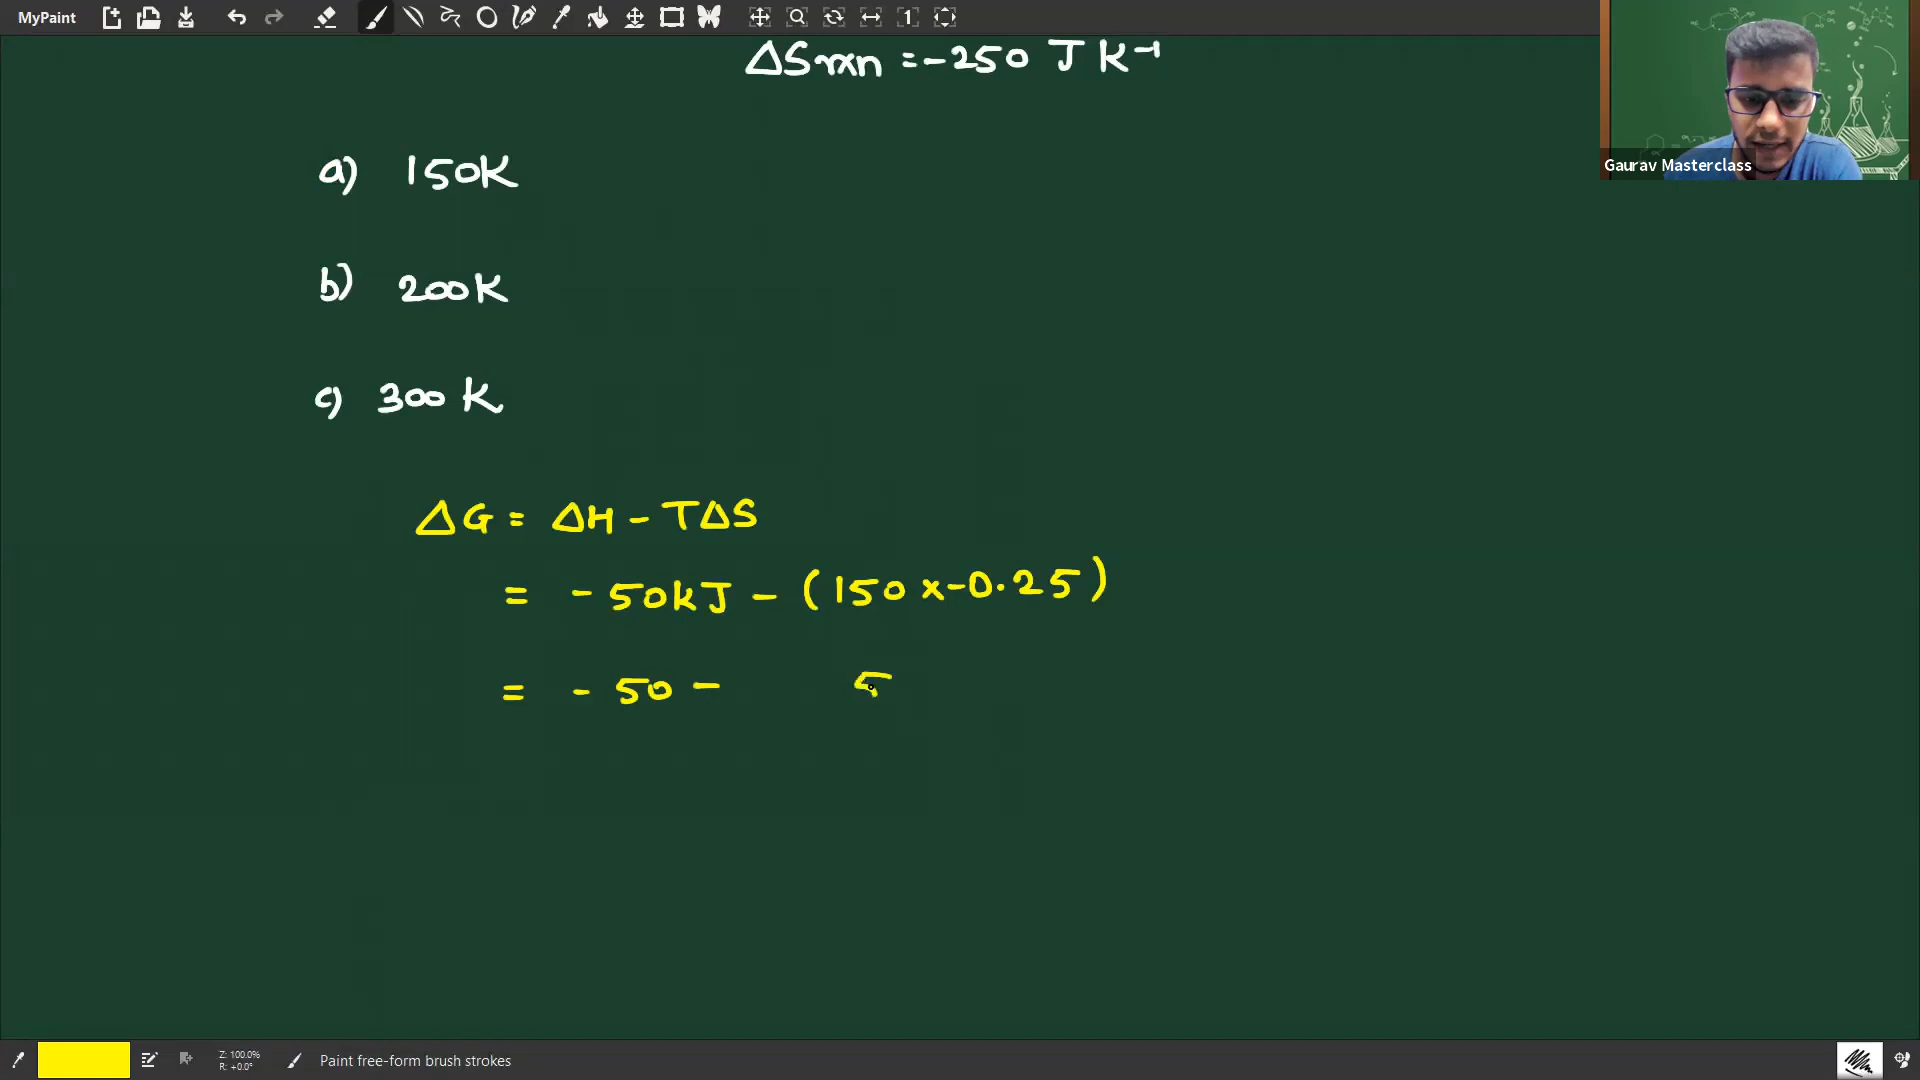 MyPaint
ΔSrxn = -250 J K⁻¹
Gaurav Masterclass
a) 150K
b) 200K
c) 300 K
ΔG = ΔH - TΔS
= - 50kJ - (150 x -0.25)
= - 50 - 5
Z: 100.0%
R: +0.0°
Paint free-form brush strokes